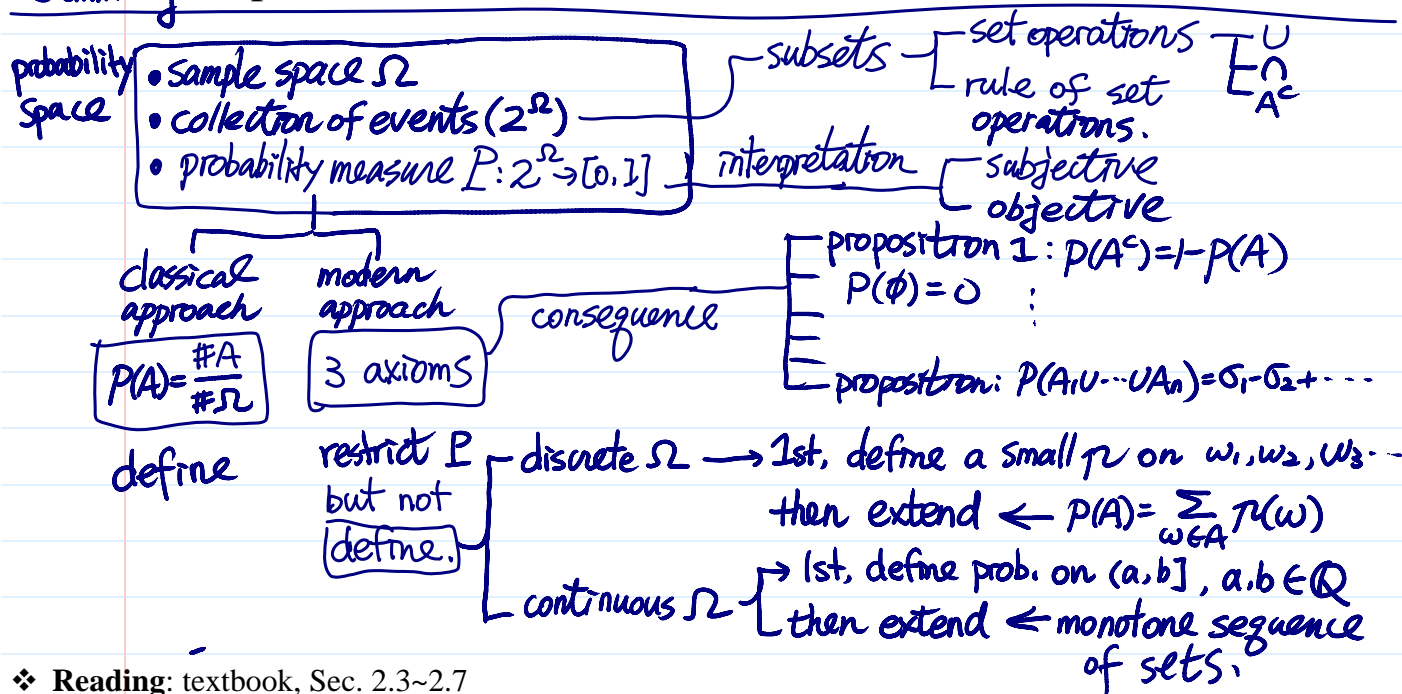 probability space
• sample space Ω
• collection of events (2^Ω)
• probability measure P: 2^Ω → [0,1]
subsets
set operations
∪
∩
A^c
rule of set operations.
interpretation
subjective
objective
classical approach
modern approach
P(A) = #A / #Ω
3 axioms
consequence
proposition 1: P(A^c) = 1 - P(A)
P(∅) = 0
⋮
proposition: P(A₁∪···∪Aₙ) = σ₁-σ₂+····
define
restrict P
but not
define.
discrete Ω → 1st, define a small p on ω₁, ω₂, ω₃··
then extend ← P(A) = Σ_{ω∈A} p(ω)
continuous Ω
→ 1st, define prob. on (a,b], a,b ∈ ℚ
then extend ← monotone sequence
of sets.
❖ Reading: textbook, Sec. 2.3~2.7